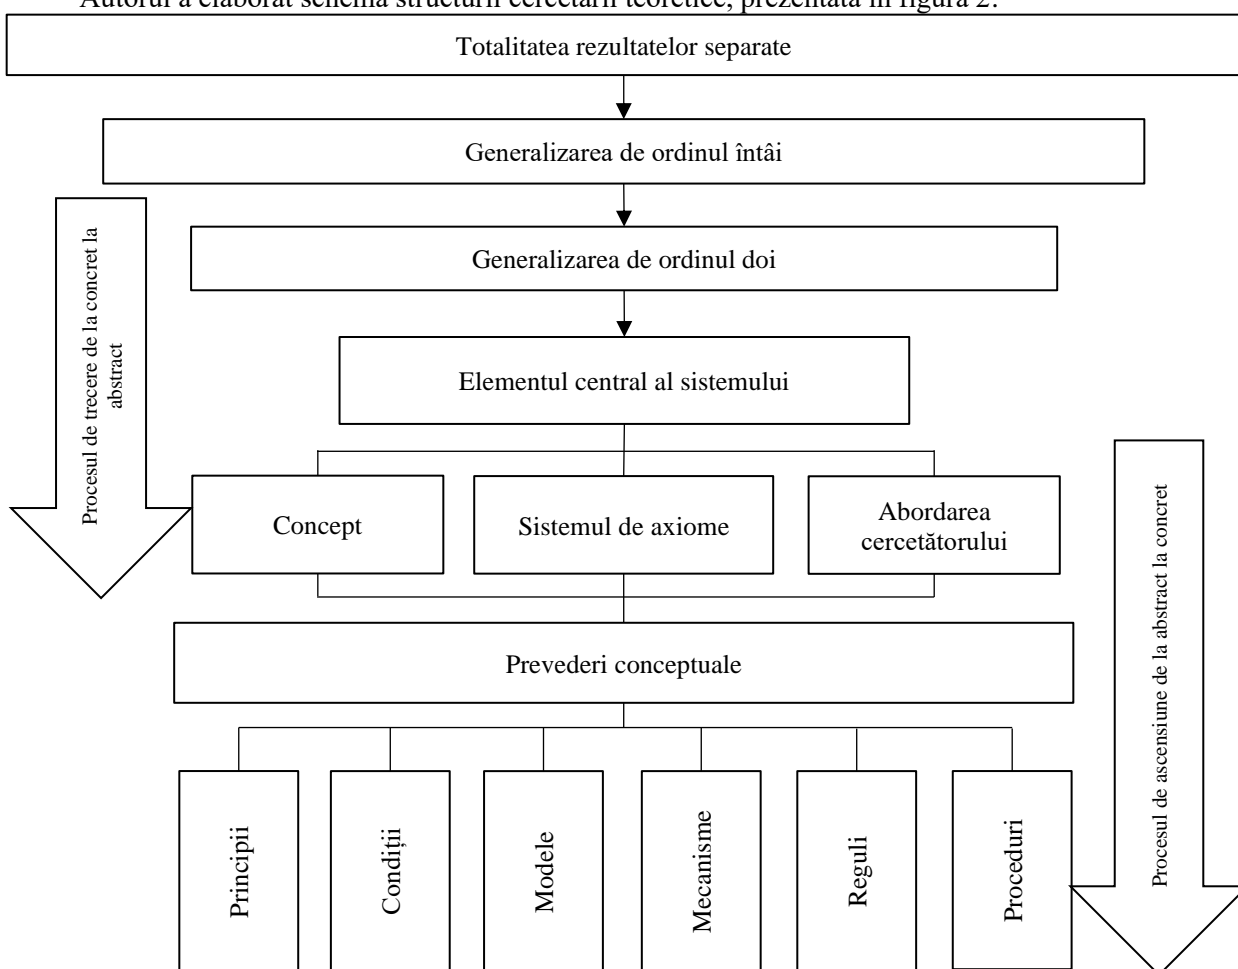 Autorul a elaborat schema structurii cercetării teoretice, prezentată în figura 2.
Totalitatea rezultatelor separate
Generalizarea de ordinul întâi
Generalizarea de ordinul doi
Procesul de trecere de la concret la
abstract
Elementul central al sistemului
Concept
Sistemul de axiome
Abordarea
cercetătorului
Procesul de ascensiune de la abstract la concret
Prevederi conceptuale
Principii
Condiții
Modele
Mecanisme
Reguli
Proceduri